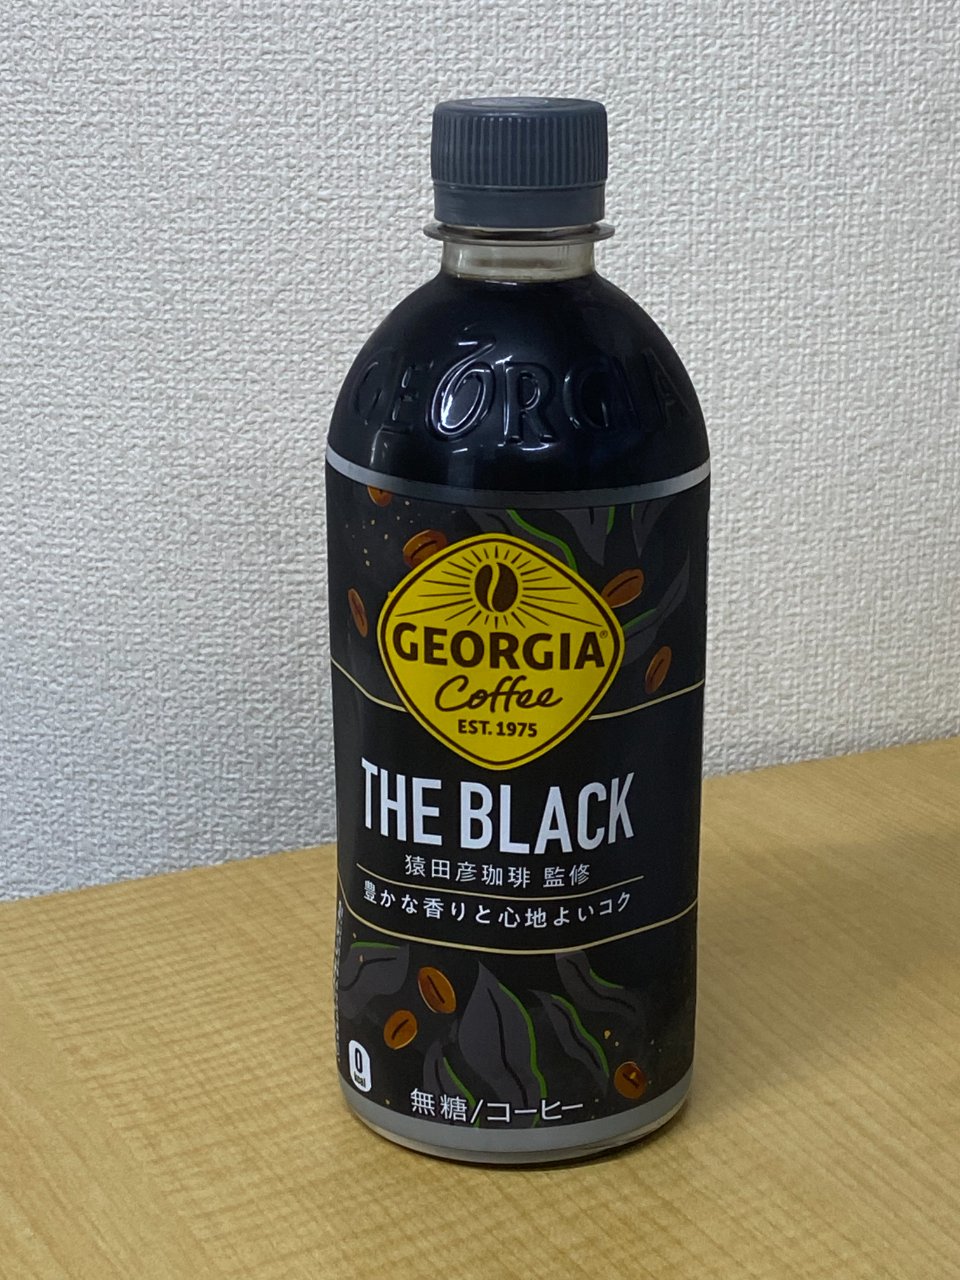 GEORGIA
GEORGIA®
Coffee
EST. 1975
THE BLACK
猿田彦珈琲 監修
豊かな香りと心地よいコク
0
kcal
無糖/コーヒー